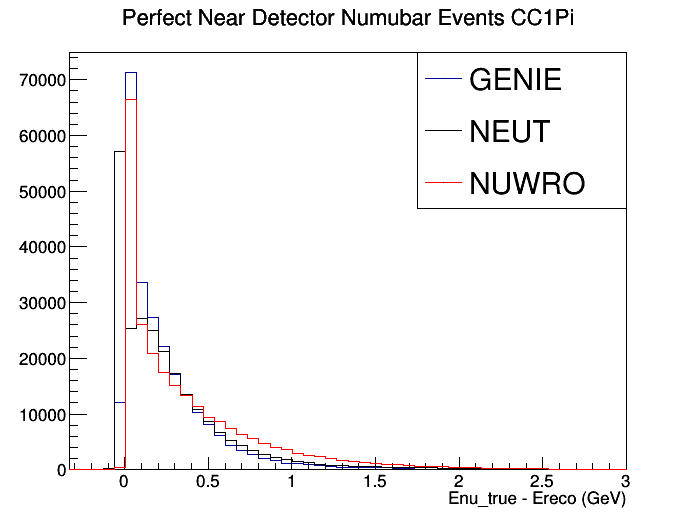 Perfect Near Detector Numubar Events CC1Pi
GENIE
NEUT
NUWRO
70000
60000
50000
40000
30000
20000
10000
0
0 0.5 1 1.5 2 2.5 3
Enu_true - Ereco (GeV)